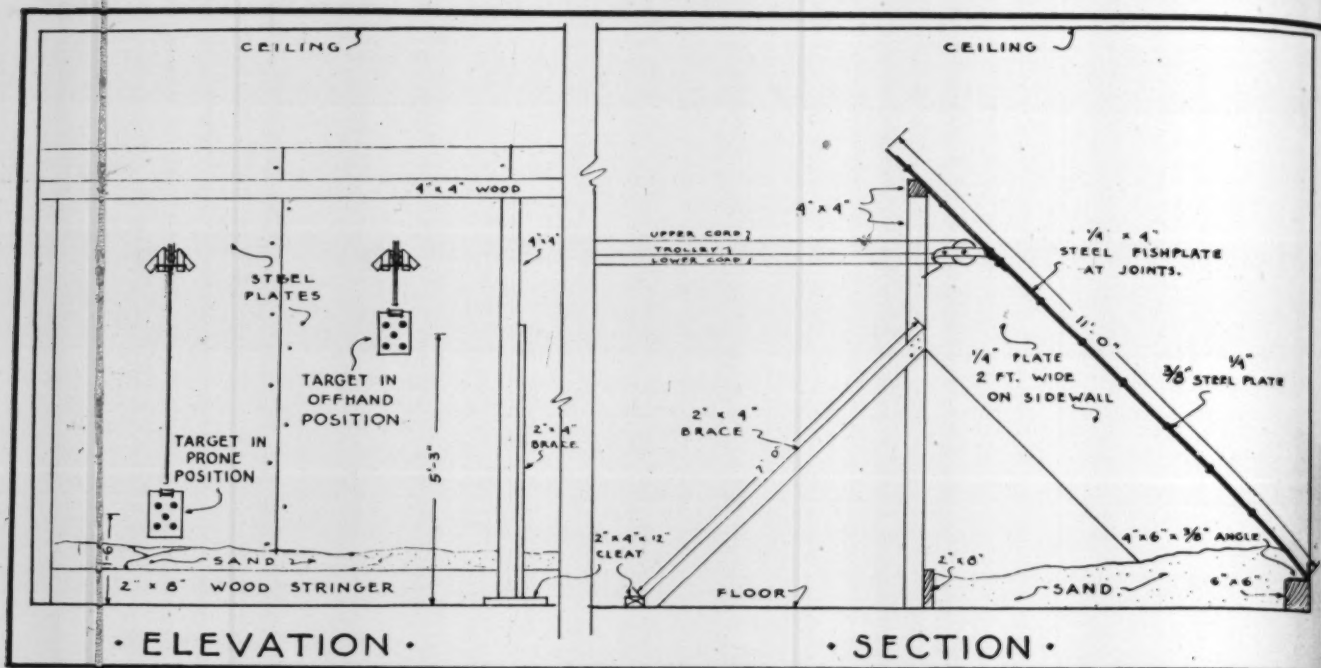 CEILING
4" x 4" WOOD
4" x 4"
STEEL
PLATES
TARGET IN
OFFHAND
POSITION
TARGET IN
PRONE
POSITION
5'-3"
2" x 4"
BRACE
1'-6"
SAND
2" x 8" WOOD STRINGER
2" x 4" x 12"
CLEAT
· ELEVATION ·
CEILING
4" x 4"
UPPER CORD
TROLLY
LOWER CORD
1/4" x 4"
STEEL FISHPLATE
AT JOINTS.
11' 0"
1/4" PLATE
2 FT. WIDE
ON SIDEWALL
1/4"
3/8" STEEL PLATE
2" x 4"
BRACE
7' 0"
4" x 6" x 3/8" ANGLE
2" x 8"
SAND
6" x 6"
FLOOR
· SECTION ·